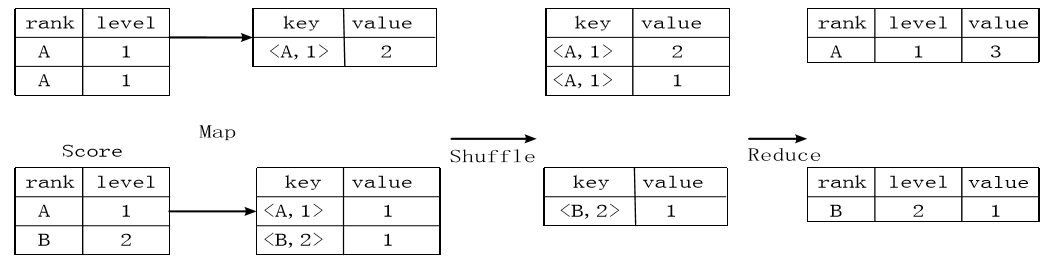 rank level
A 1
A 1
key value
<A, 1> 2
key value
<A, 1> 2
<A, 1> 1
rank level value
A 1 3
Map
Score
Shuffle
Reduce
rank level
A 1
B 2
key value
<A, 1> 1
<B, 2> 1
key value
<B, 2> 1
rank level value
B 2 1